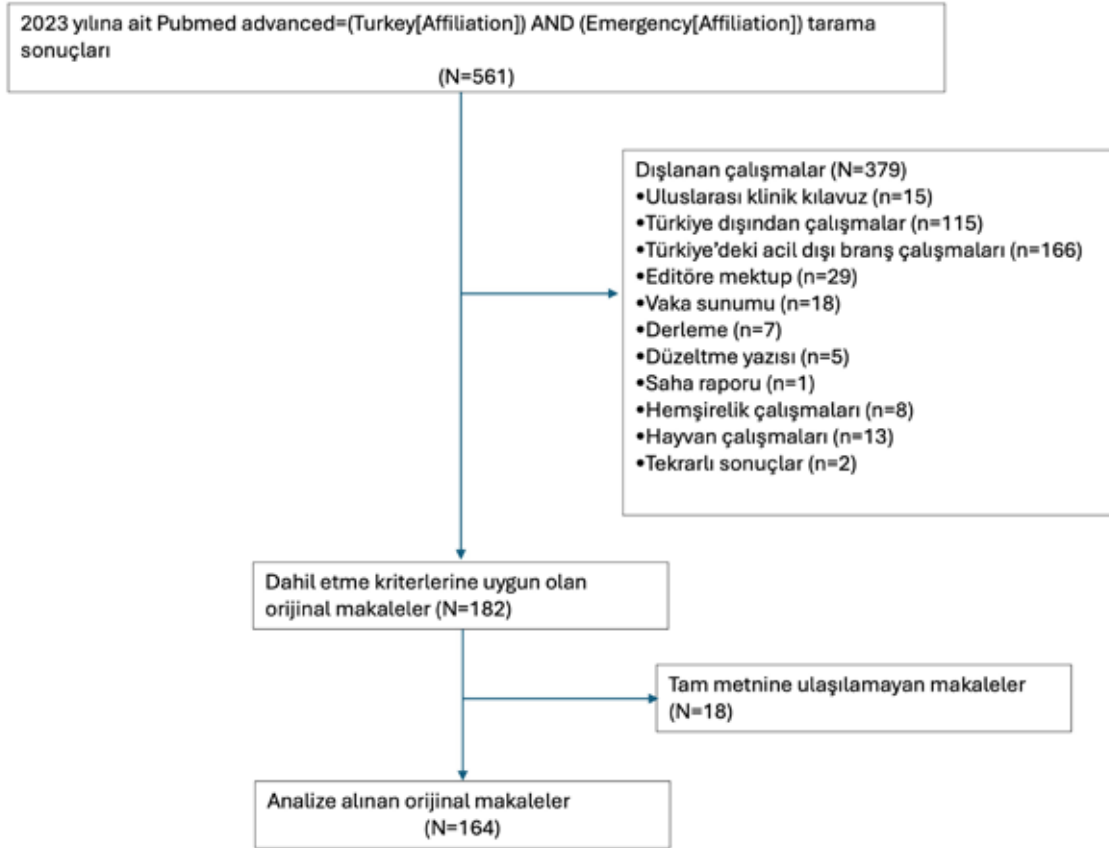 2023 yılına ait Pubmed advanced=(Turkey[Affiliation]) AND (Emergency[Affiliation]) tarama
sonuçları
(N=561)
Dışlanan çalışmalar (N=379)
•Uluslarası klinik kılavuz (n=15)
•Türkiye dışından çalışmalar (n=115)
•Türkiye'deki acil dışı branş çalışmaları (n=166)
•Editöre mektup (n=29)
•Vaka sunumu (n=18)
•Derleme (n=7)
•Düzeltme yazısı (n=5)
•Saha raporu (n=1)
•Hemşirelik çalışmaları (n=8)
•Hayvan çalışmaları (n=13)
•Tekrarlı sonuçlar (n=2)
Dahil etme kriterlerine uygun olan
orijinal makaleler (N=182)
Tam metnine ulaşılamayan makaleler
(N=18)
Analize alınan orijinal makaleler
(N=164)